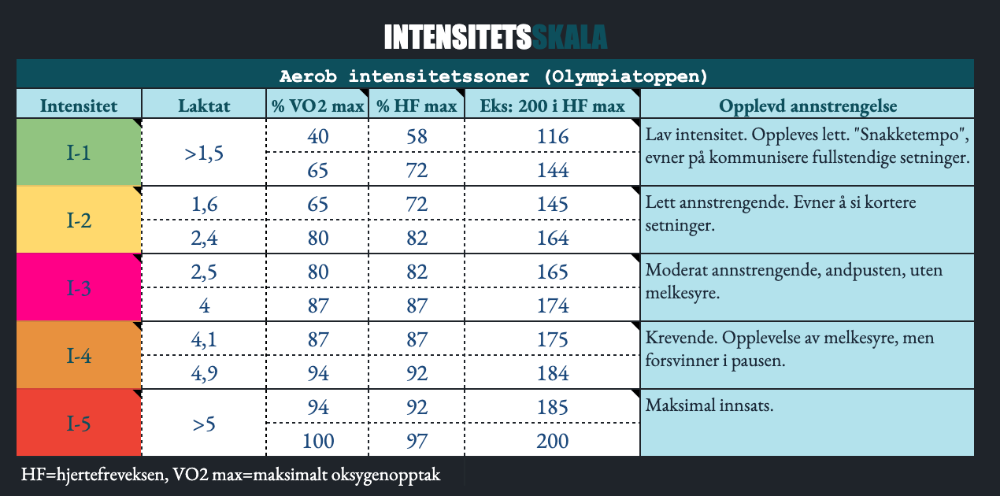 INTENSITETSSKALA
Aerob intensitetssoner (Olympiatoppen)
Intensitet Laktat % VO2 max % HF max Eks: 200 i HF max Opplevd annstrengelse
I-1 >1,5 40 58 116 Lav intensitet. Oppleves lett. "Snakketempo",
65 72 144 evner på kommunisere fullstendige setninger.
I-2 1,6 65 72 145 Lett annstrengende. Evner å si kortere
2,4 80 82 164 setninger.
I-3 2,5 80 82 165 Moderat annstrengende, andpusten, uten
4 87 87 174 melkesyre.
I-4 4,1 87 87 175 Krevende. Opplevelse av melkesyre, men
4,9 94 92 184 forsvinner i pausen.
I-5 >5 94 92 185 Maksimal innsats.
100 97 200
HF=hjertefreveksen, VO2 max=maksimalt oksygenopptak